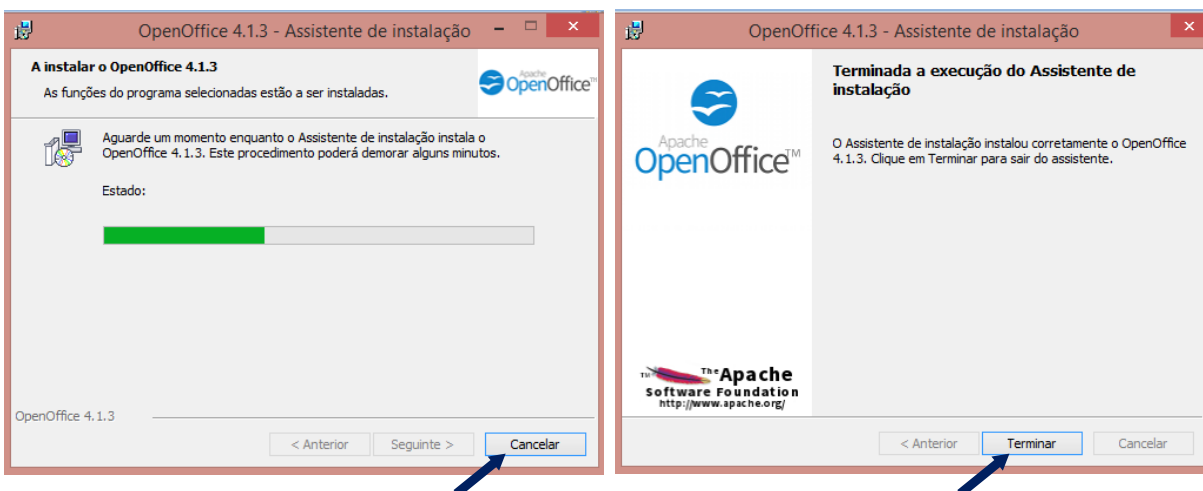 OpenOffice 4.1.3 - Assistente de instalação
A instalar o OpenOffice 4.1.3
As funções do programa selecionadas estão a ser instaladas.
Apache
OpenOffice™
Aguarde um momento enquanto o Assistente de instalação instala o
OpenOffice 4.1.3. Este procedimento poderá demorar alguns minutos.
Estado:
OpenOffice 4.1.3
< Anterior
Seguinte >
Cancelar
OpenOffice 4.1.3 - Assistente de instalação
Apache
OpenOffice™
Terminada a execução do Assistente de
instalação
O Assistente de instalação instalou corretamente o OpenOffice
4.1.3. Clique em Terminar para sair do assistente.
TM
The Apache
Software Foundation
http://www.apache.org/
< Anterior
Terminar
Cancelar